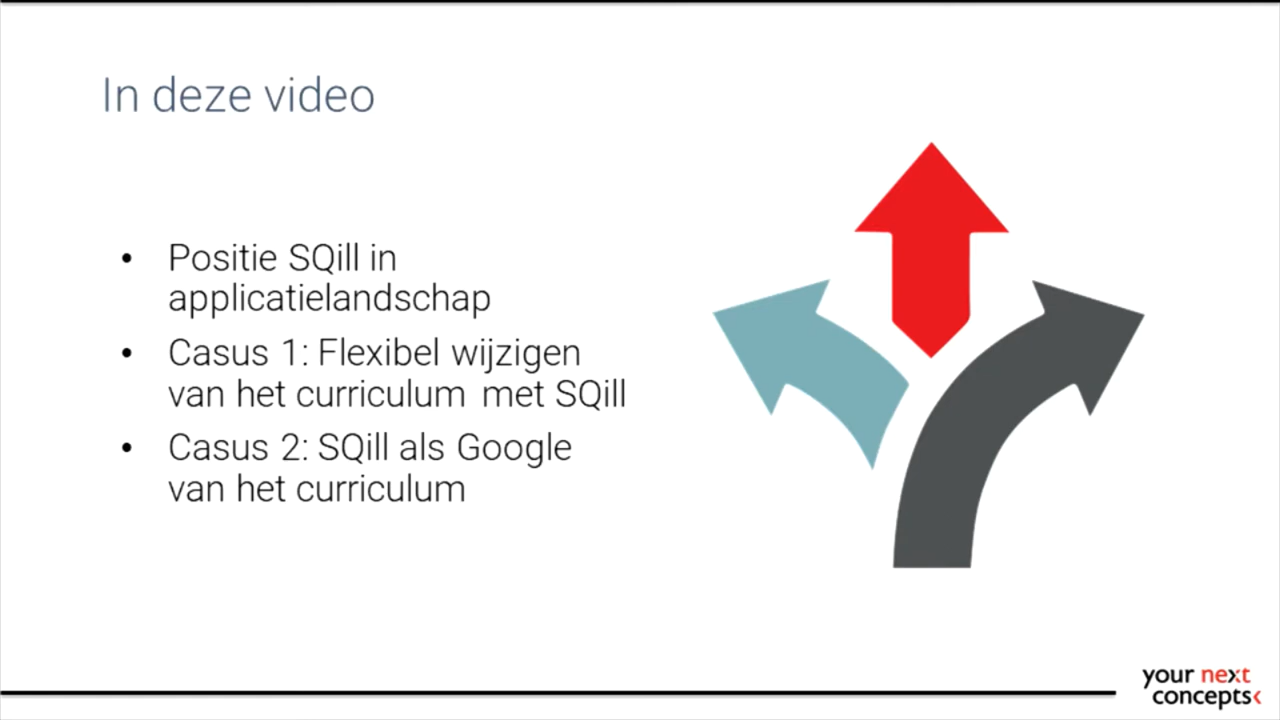 In deze video
• Positie SQill in
applicatielandschap
• Casus 1: Flexibel wijzigen
van het curriculum met SQill
• Casus 2: SQill als Google
van het curriculum
your next
concepts‹